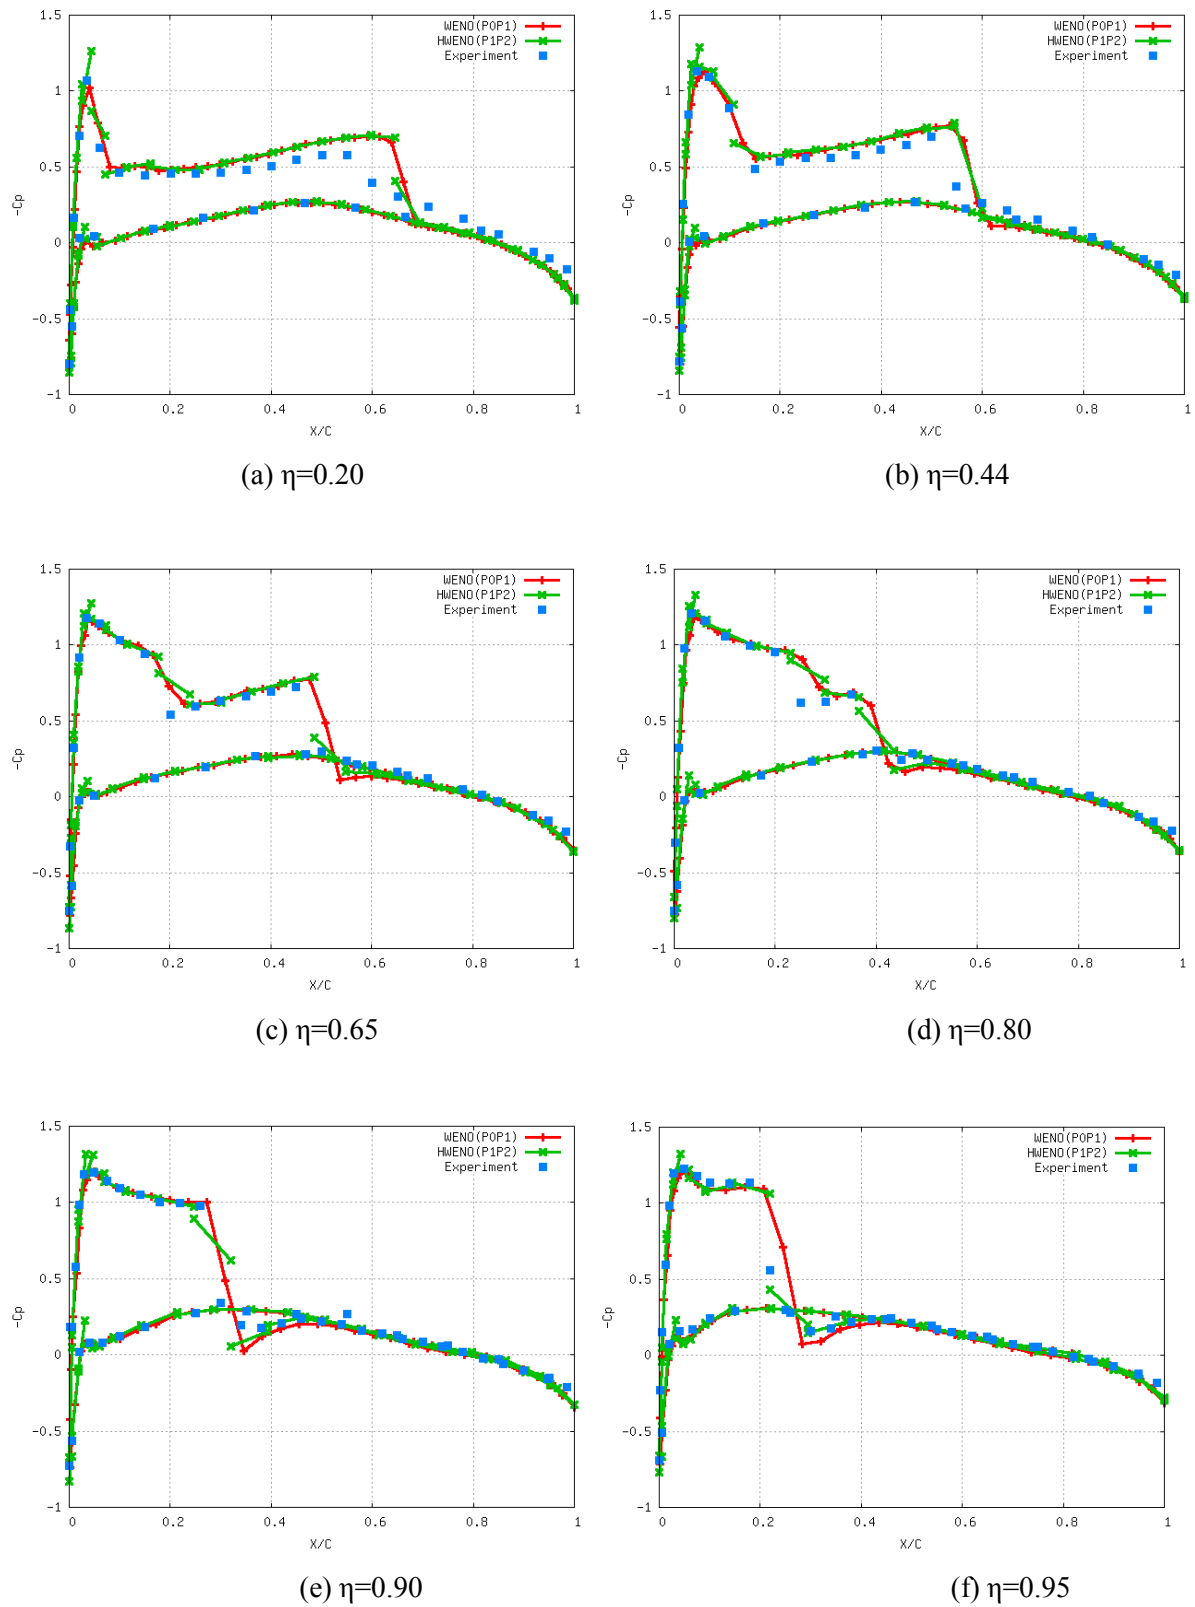 1.5
WENO(P0P1)
HWENO(P1P2)
Experiment
1
0.5
-Cp
0
-0.5
-1
0 0.2 0.4 0.6 0.8 1
X/C
(a) η=0.20
1.5
WENO(P0P1)
HWENO(P1P2)
Experiment
1
0.5
-Cp
0
-0.5
-1
0 0.2 0.4 0.6 0.8 1
X/C
(b) η=0.44
1.5
WENO(P0P1)
HWENO(P1P2)
Experiment
1
0.5
-Cp
0
-0.5
-1
0 0.2 0.4 0.6 0.8 1
X/C
(c) η=0.65
1.5
WENO(P0P1)
HWENO(P1P2)
Experiment
1
0.5
-Cp
0
-0.5
-1
0 0.2 0.4 0.6 0.8 1
X/C
(d) η=0.80
1.5
WENO(P0P1)
HWENO(P1P2)
Experiment
1
0.5
-Cp
0
-0.5
-1
0 0.2 0.4 0.6 0.8 1
X/C
(e) η=0.90
1.5
WENO(P0P1)
HWENO(P1P2)
Experiment
1
0.5
-Cp
0
-0.5
-1
0 0.2 0.4 0.6 0.8 1
X/C
(f) η=0.95